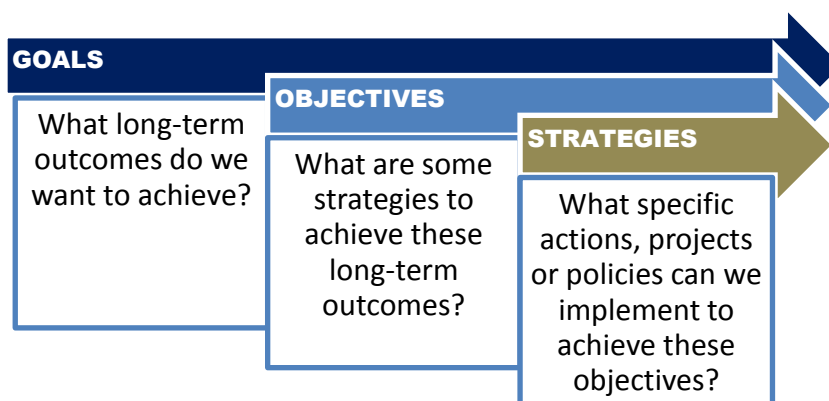 GOALS
What long-term
outcomes do we
want to achieve?
OBJECTIVES
What are some
strategies to
achieve these
long-term
outcomes?
STRATEGIES
What specific
actions, projects
or policies can we
implement to
achieve these
objectives?